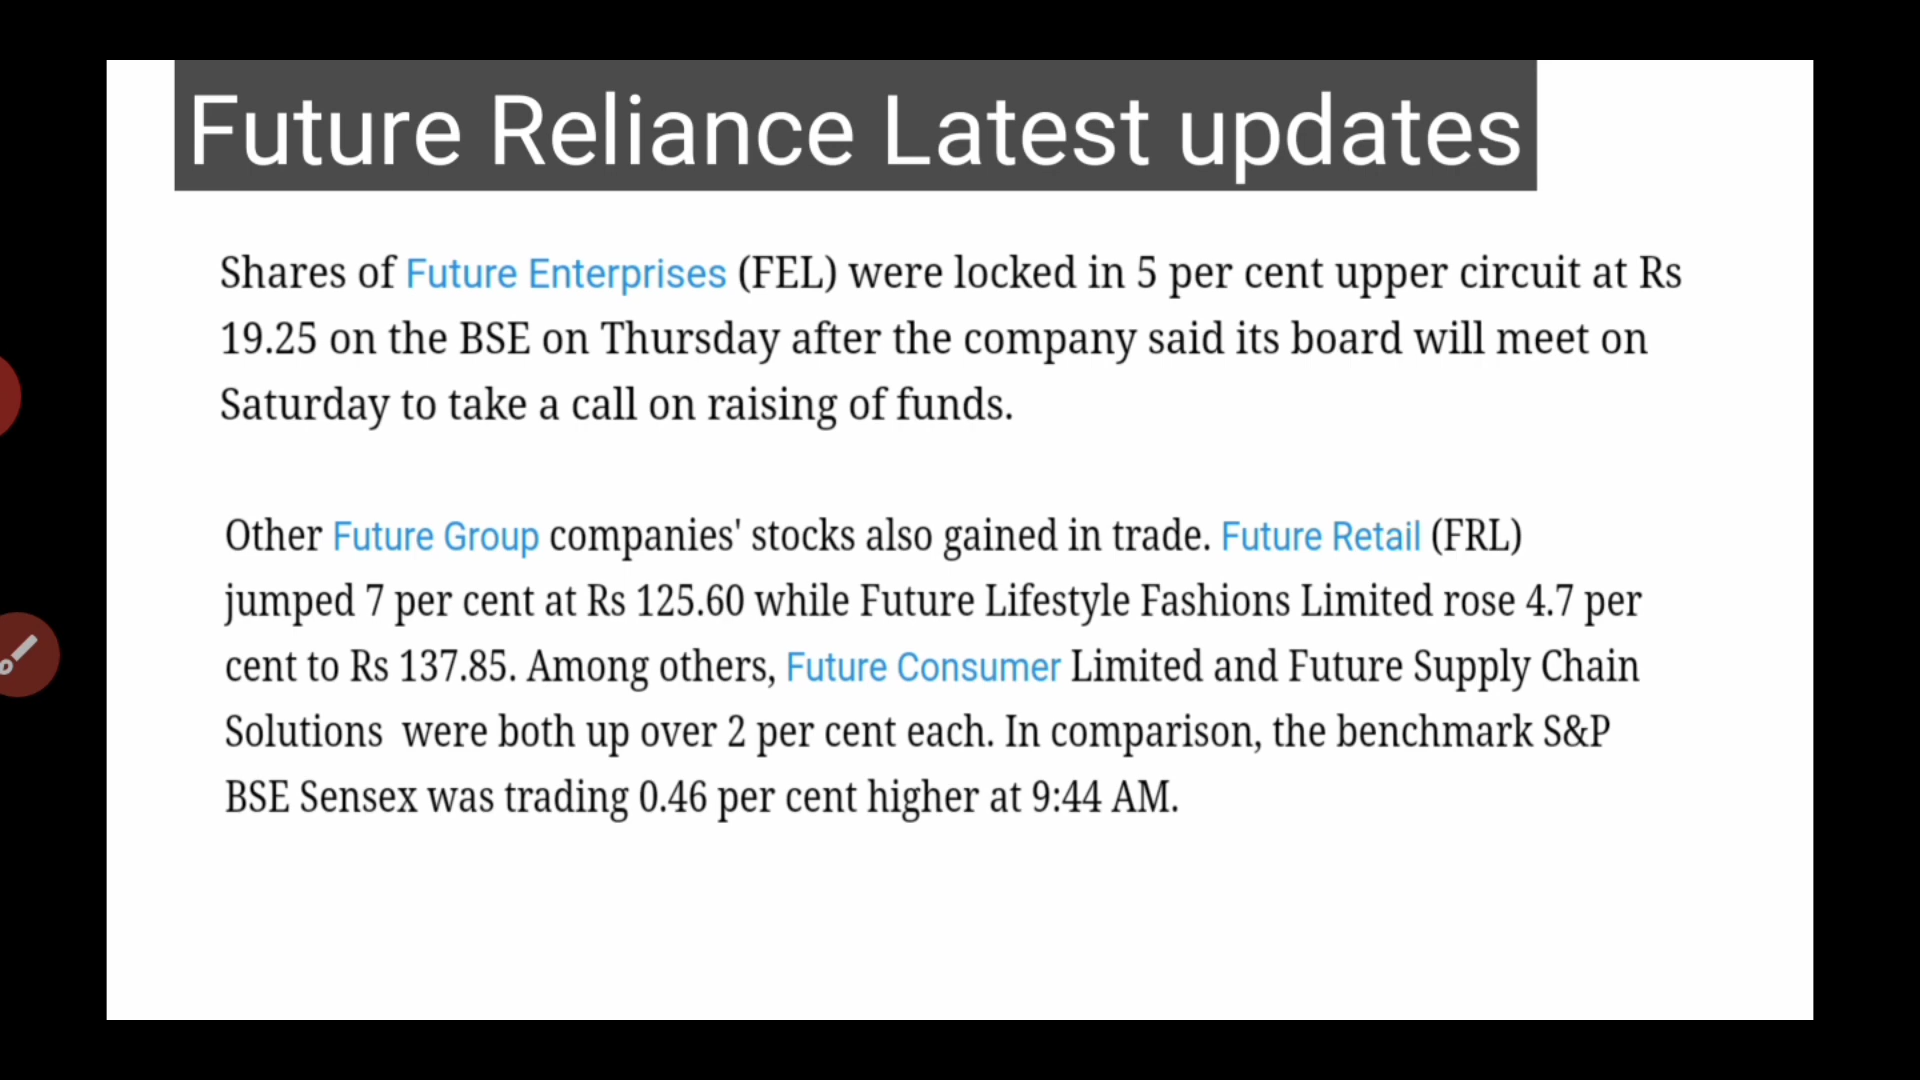 Future Reliance Latest updates
Shares of Future Enterprises (FEL) were locked in 5 per cent upper circuit at Rs
19.25 on the BSE on Thursday after the company said its board will meet on
Saturday to take a call on raising of funds.
Other Future Group companies' stocks also gained in trade. Future Retail (FRL)
jumped 7 per cent at Rs 125.60 while Future Lifestyle Fashions Limited rose 4.7 per
cent to Rs 137.85. Among others, Future Consumer Limited and Future Supply Chain
Solutions  were both up over 2 per cent each. In comparison, the benchmark S&P
BSE Sensex was trading 0.46 per cent higher at 9:44 AM.